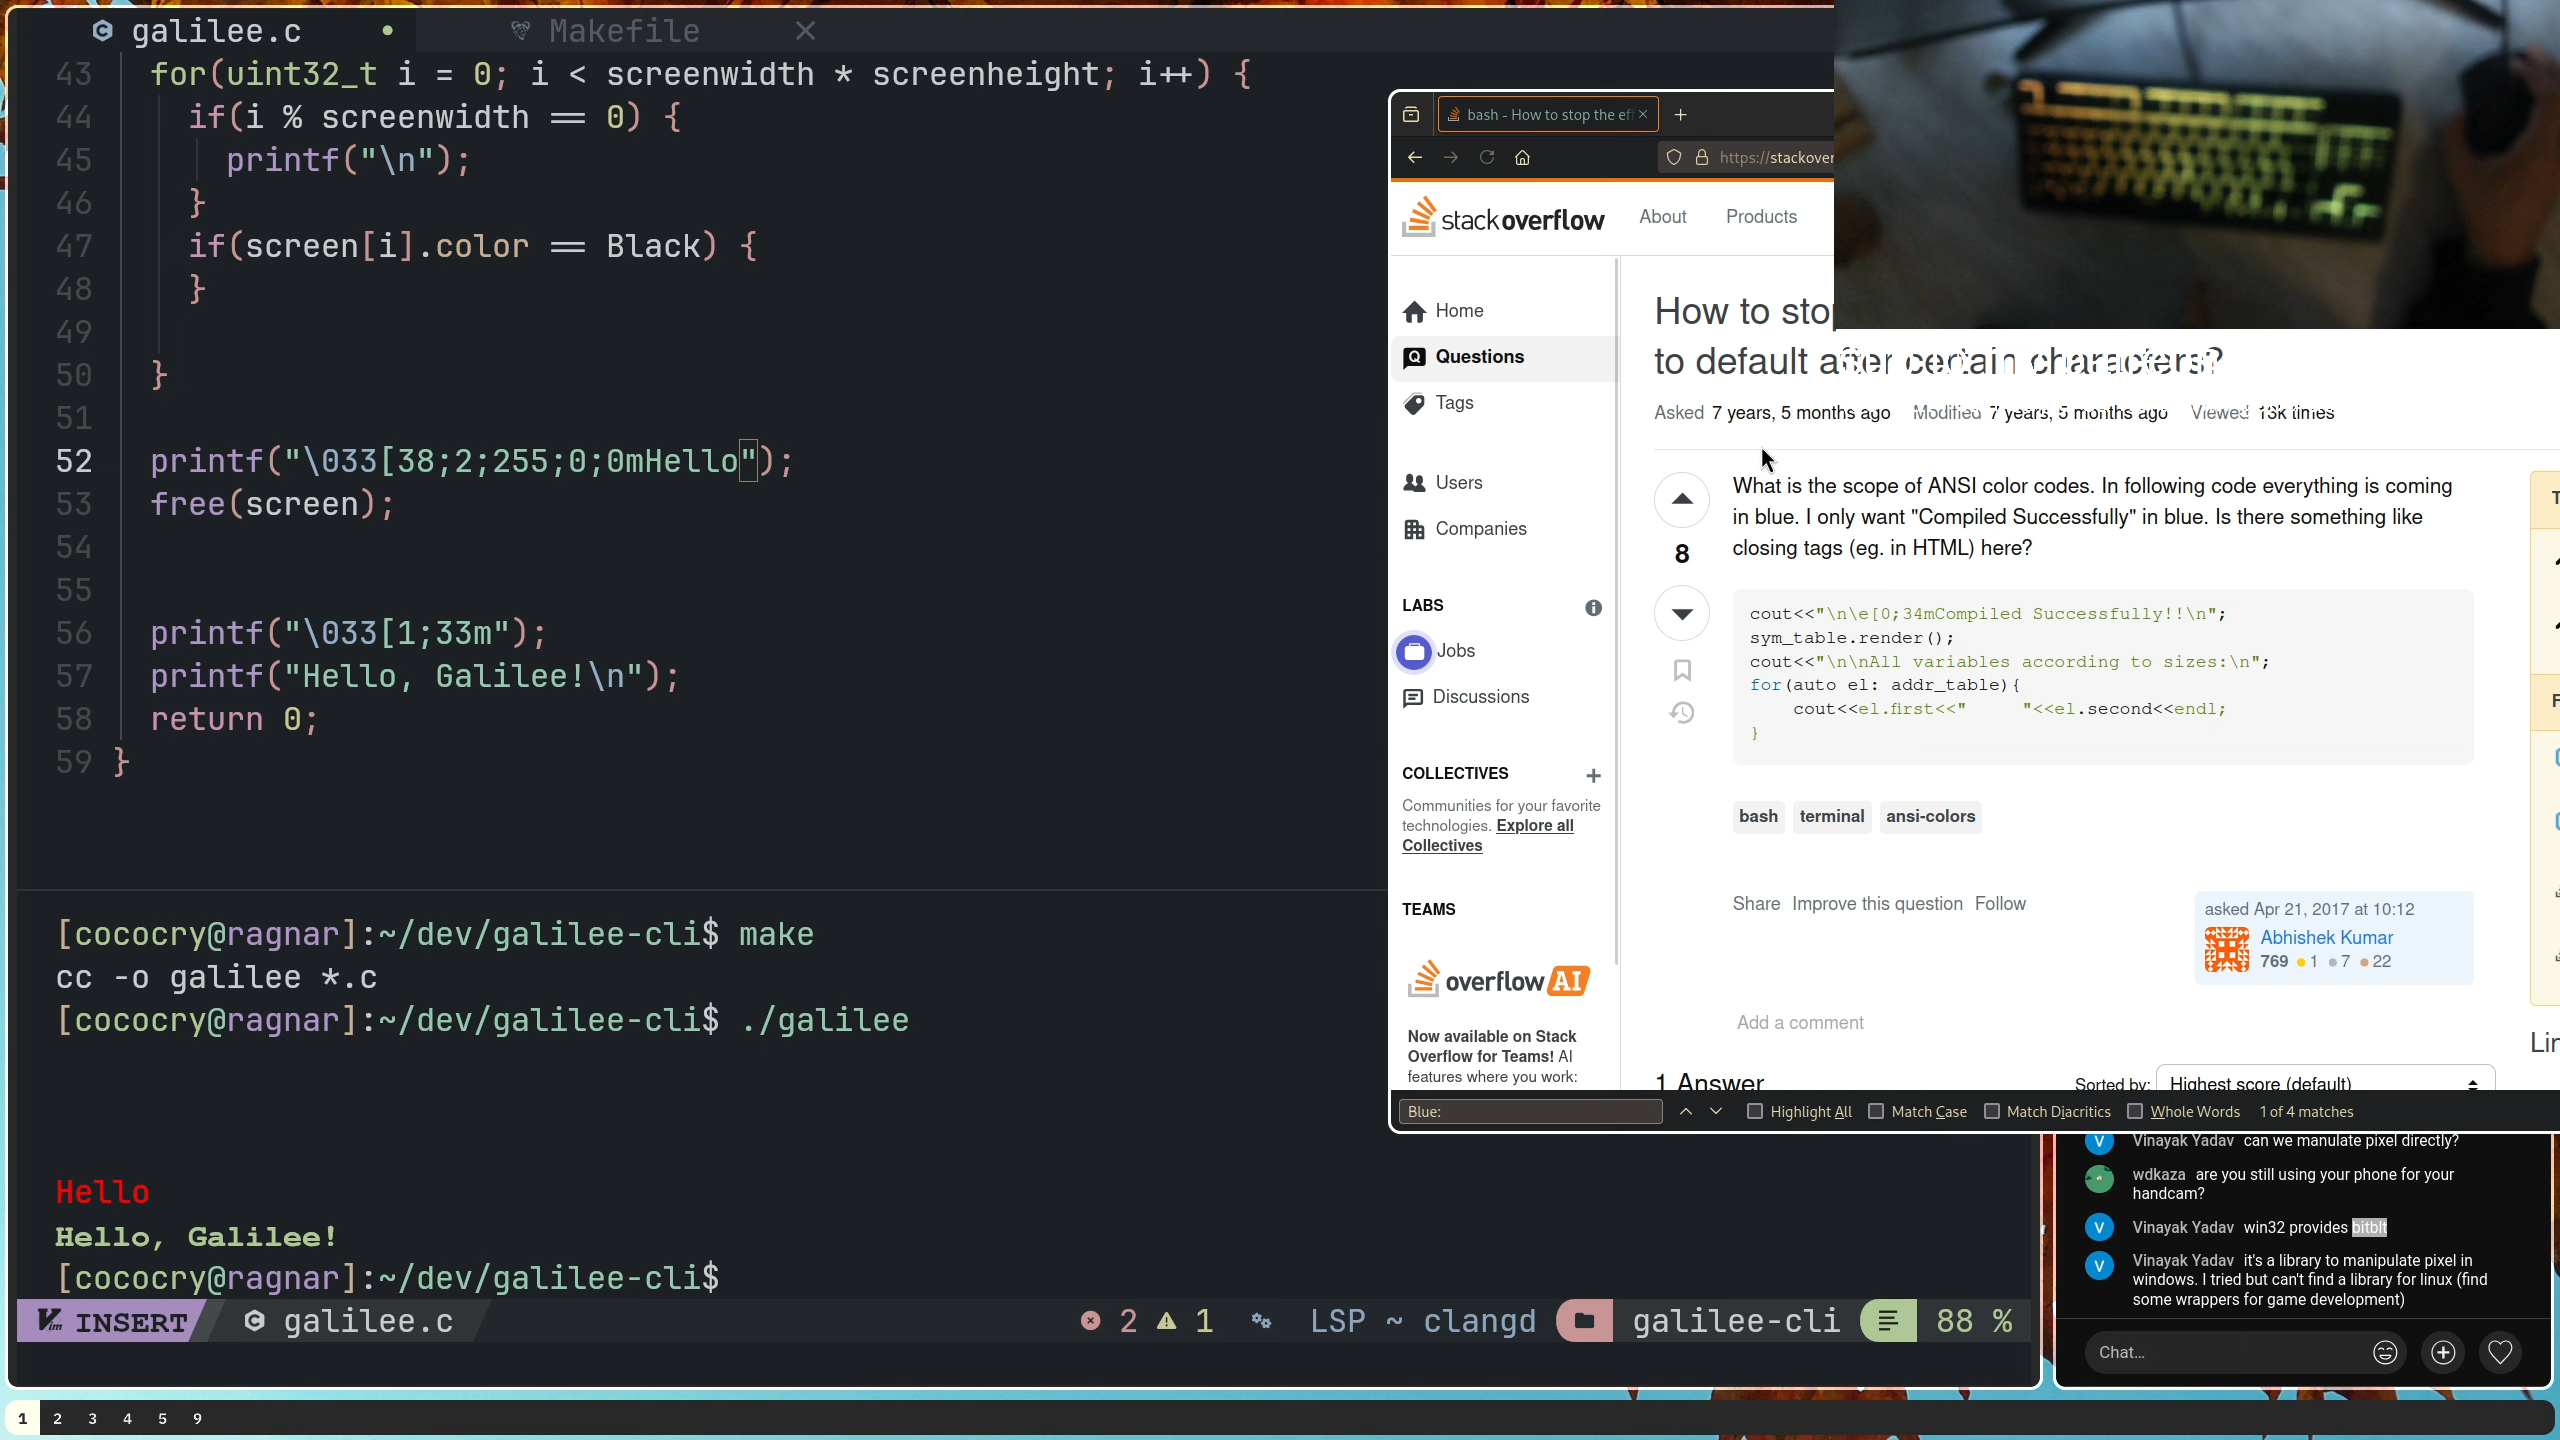 galilee.c
Makefile
43 for(uint32_t i = 0; i < screenwidth * screenheight; i++) {
44 if(i % screenwidth == 0) {
45 printf("\n");
46 }
47 if(screen[i].color == Black) {
48 }
49
50 }
51
52 printf("\033[38;2;255;0;0mHello");
53 free(screen);
54
55
56 printf("\033[1;33m");
57 printf("Hello, Galilee!\n");
58 return 0;
59 }
[cococry@ragnar]:~/dev/galilee-cli$ make
cc -o galilee *.c
[cococry@ragnar]:~/dev/galilee-cli$ ./galilee
Hello
Hello, Galilee!
[cococry@ragnar]:~/dev/galilee-cli$
INSERT galilee.c 2 1 LSP ~ clangd galilee-cli 88 %
1 2 3 4 5 9
bash - How to stop the ef
https://stackover
stackoverflow About Products
Home
Questions
Tags
Users
Companies
LABS
Jobs
Discussions
COLLECTIVES
Communities for your favorite
technologies. Explore all
Collectives
TEAMS
overflow AI
Now available on Stack
Overflow for Teams! AI
features where you work:
How to sto
to default after certain characters?
Asked 7 years, 5 months ago Modified 7 years, 5 months ago Viewed 13k times
8
What is the scope of ANSI color codes. In following code everything is coming
in blue. I only want "Compiled Successfully" in blue. Is there something like
closing tags (eg. in HTML) here?
cout<<"\n\e[0;34mCompiled Successfully!!\n";
sym_table.render();
cout<<"\n\nAll variables according to sizes:\n";
for(auto el: addr_table){
cout<<el.first<<" "<<el.second<<endl;
}
bash terminal ansi-colors
Share Improve this question Follow
asked Apr 21, 2017 at 10:12
Abhishek Kumar
769 1 7 22
Add a comment
1 Answer
Sorted by: Highest score (default)
Lin
Blue: Highlight All Match Case Match Diacritics Whole Words 1 of 4 matches
Vinayak Yadav can we manulate pixel directly?
wdkaza are you still using your phone for your
handcam?
Vinayak Yadav win32 provides bitblt
Vinayak Yadav it's a library to manipulate pixel in
windows. I tried but can't find a library for linux (find
some wrappers for game development)
Chat...